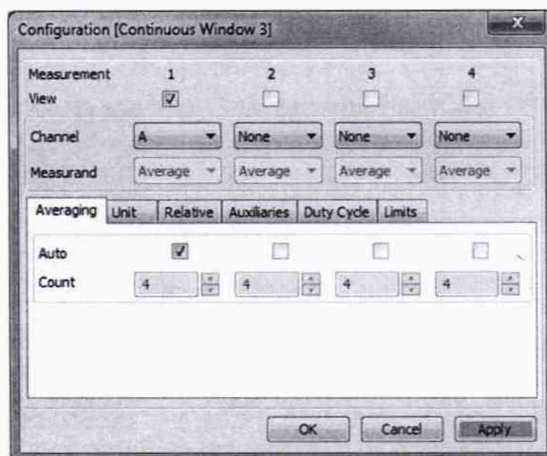 Configuration [Continuous Window 3]
X
Measurement 1 2 3 4
View
Channel A None None None
Measurand Average Average Average Average
Averaging Unit Relative Auxiliaries Duty Cycle Limits
Auto
Count 4 4 4 4
OK Cancel Apply